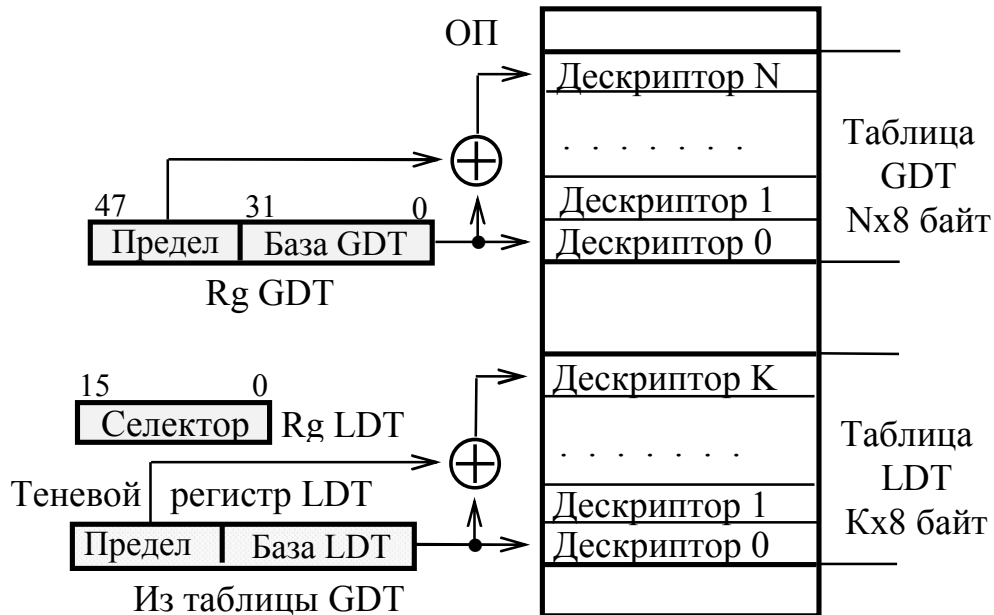 ОП
Дескриптор N
. . . . . . .
Дескриптор 1
Дескриптор 0
Таблица
GDT
Nx8 байт
47 31 0
Предел База GDT
Rg GDT
Дескриптор K
. . . . . . .
Дескриптор 1
Дескриптор 0
Таблица
LDT
Кx8 байт
15 0
Селектор Rg LDT
Теневой регистр LDT
Предел База LDT
Из таблицы GDT